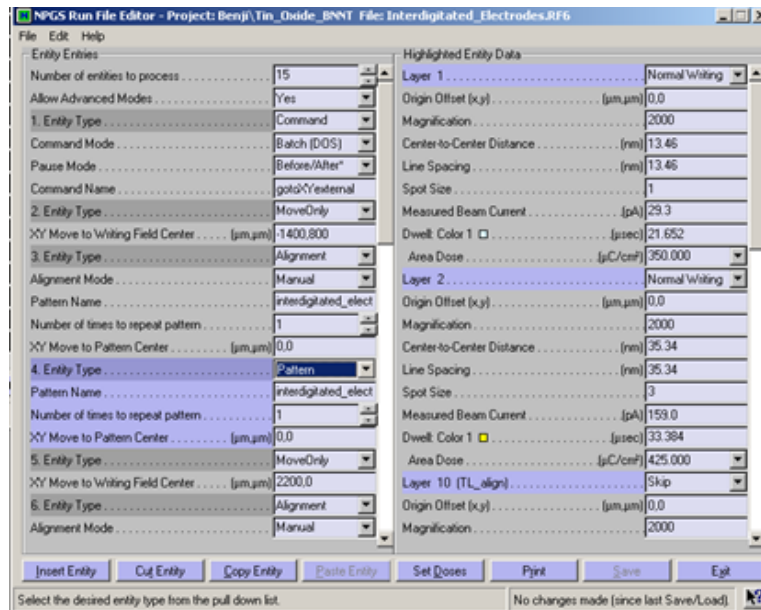 NPGS Run File Editor - Project: Benji\Tin_Oxide_BNNT File: Interdigitated_Electrodes.RF6
File Edit Help
Entity Entries
Number of entities to process 15
Allow Advanced Modes Yes
1. Entity Type Command
Command Mode Batch (DOS)
Pause Mode Before/After*
Command Name gotoXYexternal
2. Entity Type MoveOnly
XY Move to Writing Field Center (µm,µm) -1400,800
3. Entity Type Alignment
Alignment Mode Manual
Pattern Name interdigitated_elect
Number of times to repeat pattern 1
XY Move to Pattern Center (µm,µm) 0,0
4. Entity Type Pattern
Pattern Name interdigitated_elect
Number of times to repeat pattern 1
XY Move to Pattern Center (µm,µm) 0,0
5. Entity Type MoveOnly
XY Move to Writing Field Center (µm,µm) 2200,0
6. Entity Type Alignment
Alignment Mode Manual
Highlighted Entity Data
Layer 1 Normal Writing
Origin Offset (x,y) (µm,µm) 0,0
Magnification 2000
Center-to-Center Distance (nm) 13.46
Line Spacing (nm) 13.46
Spot Size 1
Measured Beam Current (pA) 29.3
Dwell: Color 1 (µsec) 21.652
Area Dose (µC/cm²) 350.000
Layer 2 Normal Writing
Origin Offset (x,y) (µm,µm) 0,0
Magnification 2000
Center-to-Center Distance (nm) 35.34
Line Spacing (nm) 35.34
Spot Size 3
Measured Beam Current (pA) 159.0
Dwell: Color 1 (µsec) 33.384
Area Dose (µC/cm²) 425.000
Layer 10 (TL_align) Skip
Origin Offset (x,y) (µm,µm) 0,0
Magnification 2000
Insert Entity Cut Entity Copy Entity Paste Entity Set Doses Print Save Exit
Select the desired entity type from the pull down list. No changes made (since last Save/Load).